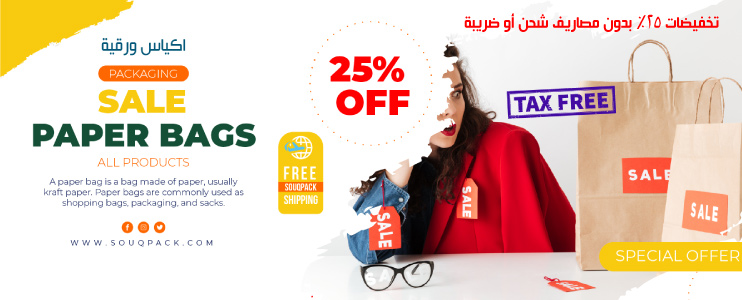 تخفيضات ٢٥٪ بدون مصاريف شحن أو ضريبة
اكياس ورقية
PACKAGING
SALE
PAPER BAGS
ALL PRODUCTS
A paper bag is a bag made of paper, usually
kraft paper. Paper bags are commonly used as
shopping bags, packaging, and sacks.
WWW.SOUQPACK.COM
25%
OFF
FREE
SOUQPACK
SHIPPING
TAX FREE
SALE
SALE
SALE
SALE
SALE
SPECIAL OFFER